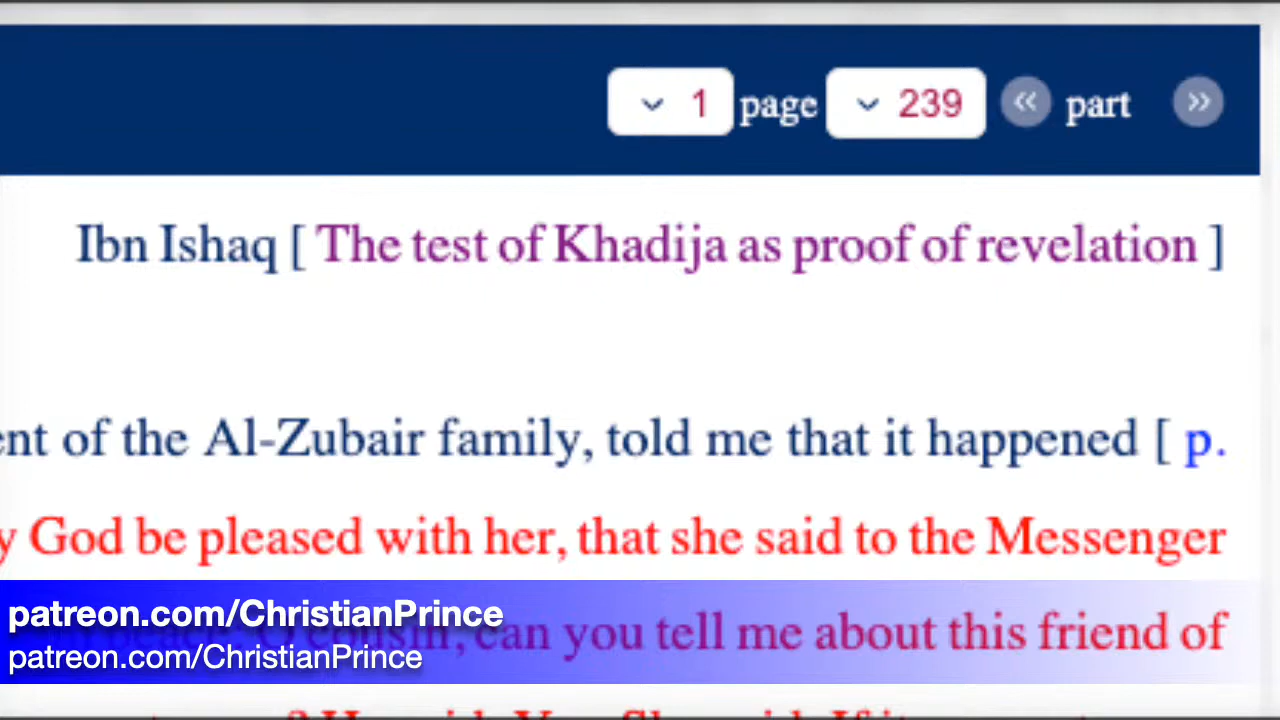 1 page 239 part
Ibn Ishaq [ The test of Khadija as proof of revelation ]
of the Al-Zubair family, told me that it happened [ p.
God be pleased with her, that she said to the Messenger
patreon.com/ChristianPrince
can you tell me about this friend of
patreon.com/ChristianPrince